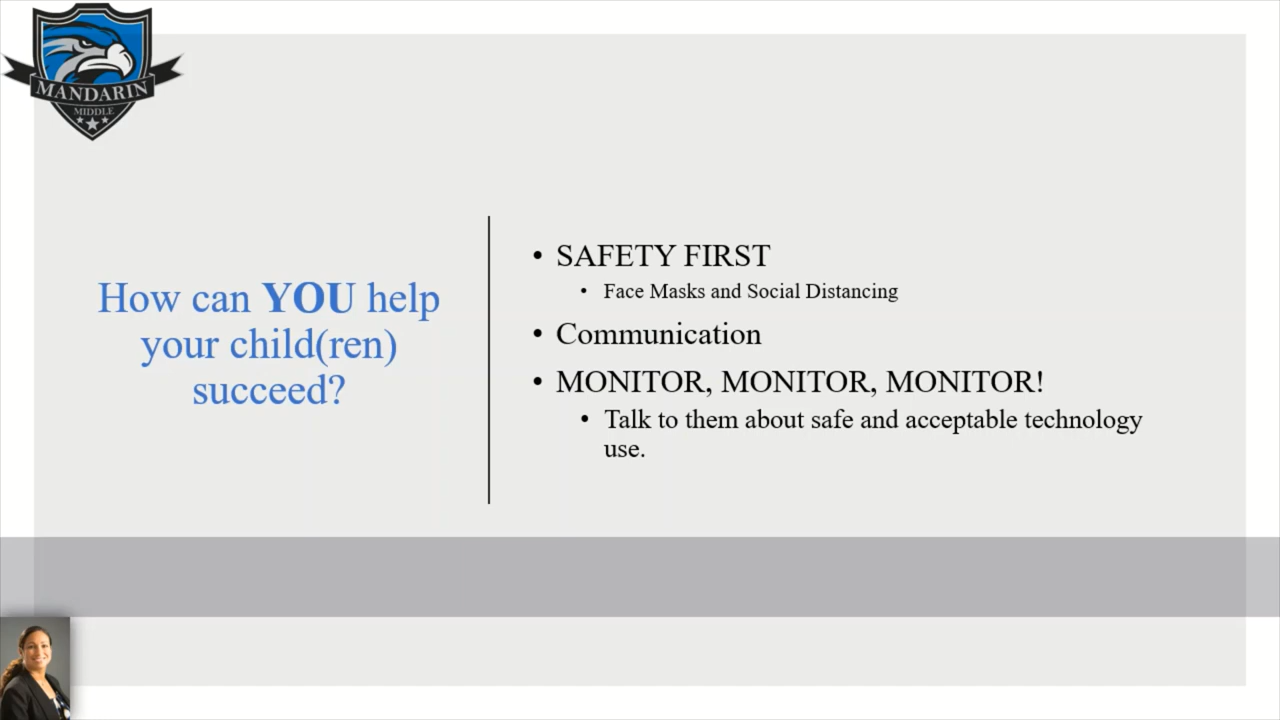 MANDARIN
MIDDLE
How can YOU help
your child(ren)
succeed?
• SAFETY FIRST
• Face Masks and Social Distancing
• Communication
• MONITOR, MONITOR, MONITOR!
• Talk to them about safe and acceptable technology
use.